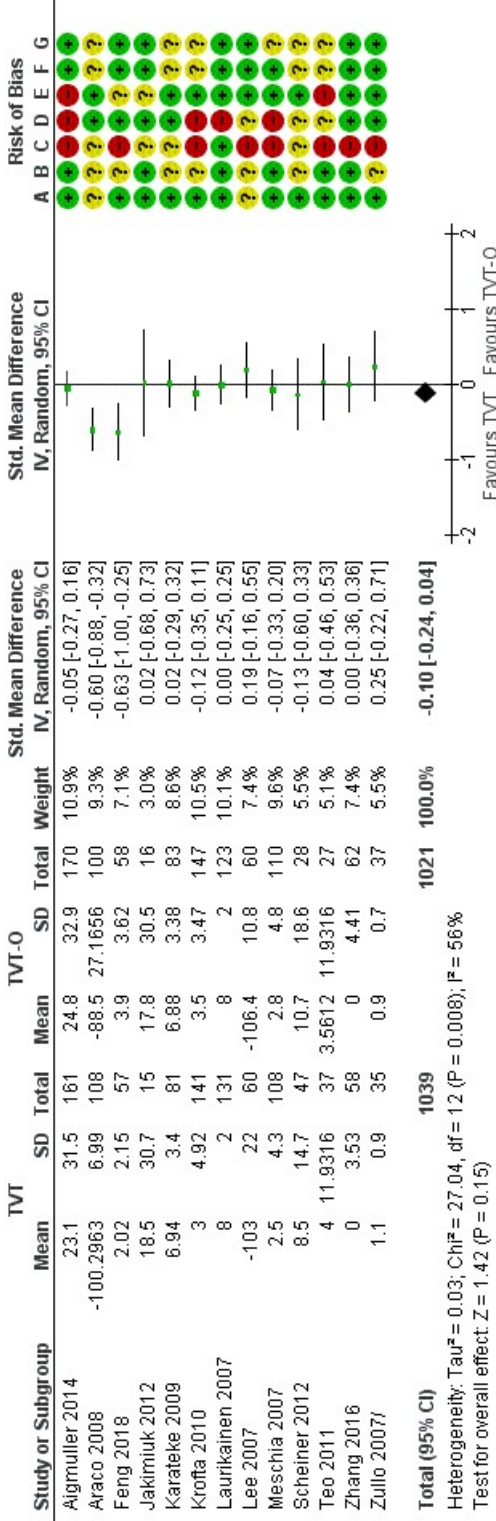 TVT TVT-O Std. Mean Difference Std. Mean Difference Risk of Bias
Study or Subgroup Mean SD Total Mean SD Total Weight IV, Random, 95% CI IV, Random, 95% CI A B C D E F G
Aigmuller 2014 23.1 31.5 161 24.8 32.9 170 10.9% -0.05 [-0.27, 0.16]
Araco 2008 -100.2963 6.99 108 -88.5 27.1656 100 9.3% -0.60 [-0.88, -0.32]
Feng 2018 2.02 2.15 57 3.9 3.62 58 7.1% -0.63 [-1.00, -0.25]
Jakimiuk 2012 18.5 30.7 15 17.8 30.5 16 3.0% 0.02 [-0.68, 0.73]
Karateke 2009 6.94 3.4 81 6.88 3.38 83 8.6% 0.02 [-0.29, 0.32]
Krofta 2010 3 4.92 141 3.5 3.47 147 10.5% -0.12 [-0.35, 0.11]
Laurikainen 2007 8 2 131 8 2 123 10.1% 0.00 [-0.25, 0.25]
Lee 2007 -103 22 60 -106.4 10.8 60 7.4% 0.19 [-0.16, 0.55]
Meschia 2007 2.5 4.3 108 2.8 4.8 110 9.6% -0.07 [-0.33, 0.20]
Scheiner 2012 8.5 14.7 47 10.7 18.6 28 5.5% -0.13 [-0.60, 0.33]
Teo 2011 4 11.9316 37 3.5612 11.9316 27 5.1% 0.04 [-0.46, 0.53]
Zhang 2016 0 3.53 58 0 4.41 62 7.4% 0.00 [-0.36, 0.36]
Zullo 2007/ 1.1 0.9 35 0.9 0.7 37 5.5% 0.25 [-0.22, 0.71]
Total (95% CI) 1039 1021 100.0% -0.10 [-0.24, 0.04]
Heterogeneity: Tau² = 0.03; Chi² = 27.04, df = 12 (P = 0.008); I² = 56%
Test for overall effect: Z = 1.42 (P = 0.15)
-2 -1 0 1 2
Favours TVT Favours TVT-O